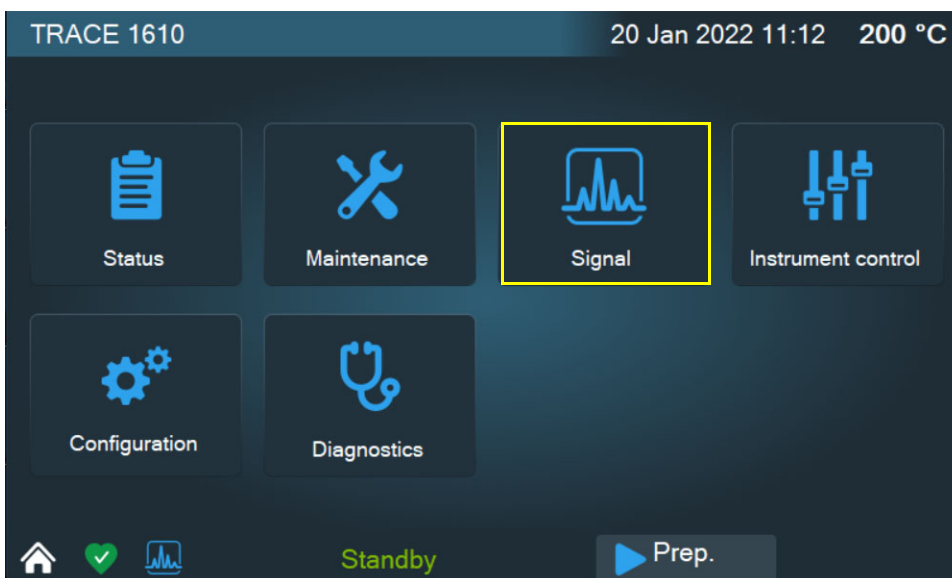 TRACE 1610 20 Jan 2022 11:12 200 °C
Status Maintenance Signal Instrument control
Configuration Diagnostics
Standby Prep.